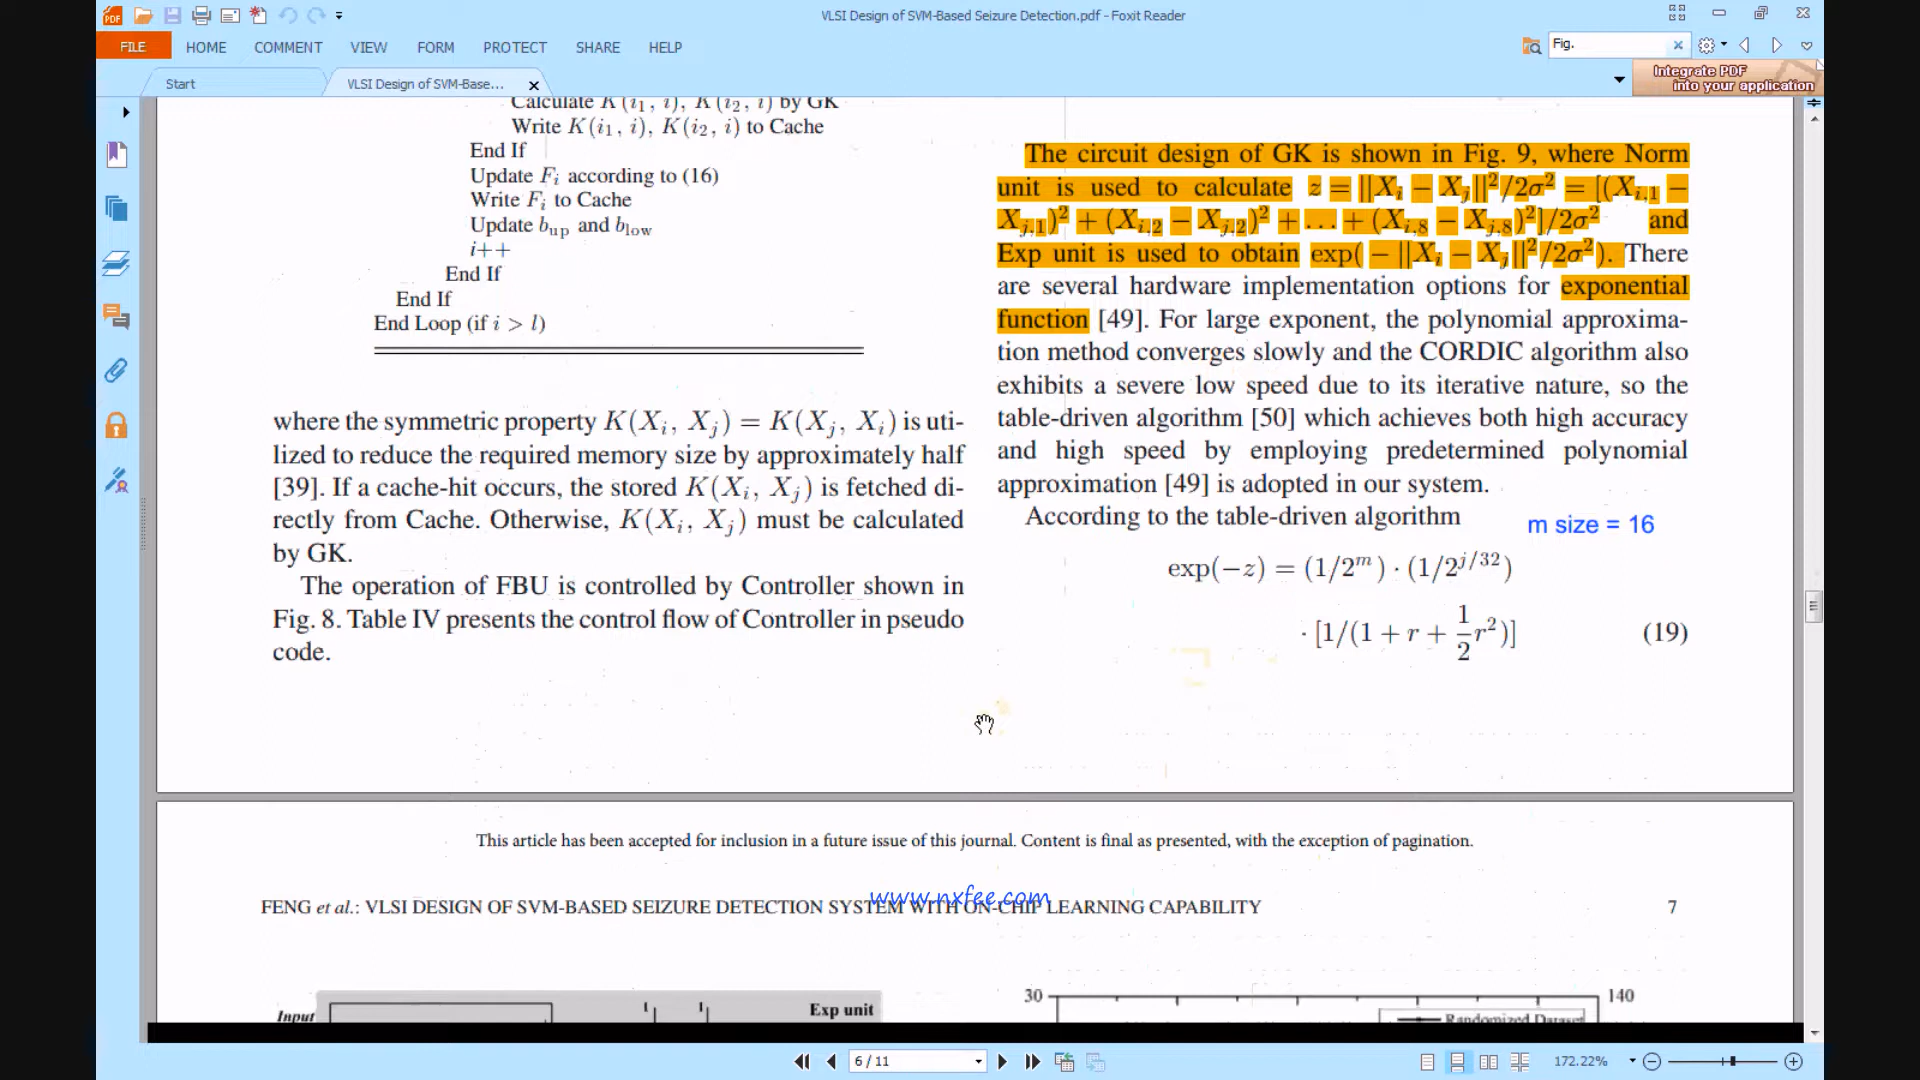 VLSI Design of SVM-Based Seizure Detection.pdf - Foxit Reader
FILE HOME COMMENT VIEW FORM PROTECT SHARE HELP
Fig.
Start
VLSI Design of SVM-Base...
Integrate PDF
into your application
Calculate K(i₁, i), K(i₂, i) by GK
Write K(i₁, i), K(i₂, i) to Cache
End If
Update Fᵢ according to (16)
Write Fᵢ to Cache
Update b_up and b_low
i++
End If
End If
End Loop (if i > l)
where the symmetric property K(Xᵢ, Xⱼ) = K(Xⱼ, Xᵢ) is uti-
lized to reduce the required memory size by approximately half
[39]. If a cache-hit occurs, the stored K(Xᵢ, Xⱼ) is fetched di-
rectly from Cache. Otherwise, K(Xᵢ, Xⱼ) must be calculated
by GK.
The operation of FBU is controlled by Controller shown in
Fig. 8. Table IV presents the control flow of Controller in pseudo
code.
The circuit design of GK is shown in Fig. 9, where Norm
unit is used to calculate z = ||Xᵢ − Xⱼ||²/2σ² = [(Xᵢ,₁ −
Xⱼ,₁)² + (Xᵢ,₂ − Xⱼ,₂)² + … + (Xᵢ,₈ − Xⱼ,₈)²]/2σ² and
Exp unit is used to obtain exp(− ||Xᵢ − Xⱼ||²/2σ²). There
are several hardware implementation options for exponential
function [49]. For large exponent, the polynomial approxima-
tion method converges slowly and the CORDIC algorithm also
exhibits a severe low speed due to its iterative nature, so the
table-driven algorithm [50] which achieves both high accuracy
and high speed by employing predetermined polynomial
approximation [49] is adopted in our system.
According to the table-driven algorithm
m size = 16
exp(−z) = (1/2^m) · (1/2^{j/32})
· [1/(1 + r + 1/2 r²)] (19)
This article has been accepted for inclusion in a future issue of this journal. Content is final as presented, with the exception of pagination.
www.nxfee.com
FENG et al.: VLSI DESIGN OF SVM-BASED SEIZURE DETECTION SYSTEM WITH ON-CHIP LEARNING CAPABILITY 7
Input
Exp unit
30
140
Randomized Dataset
6 / 11
172.22%